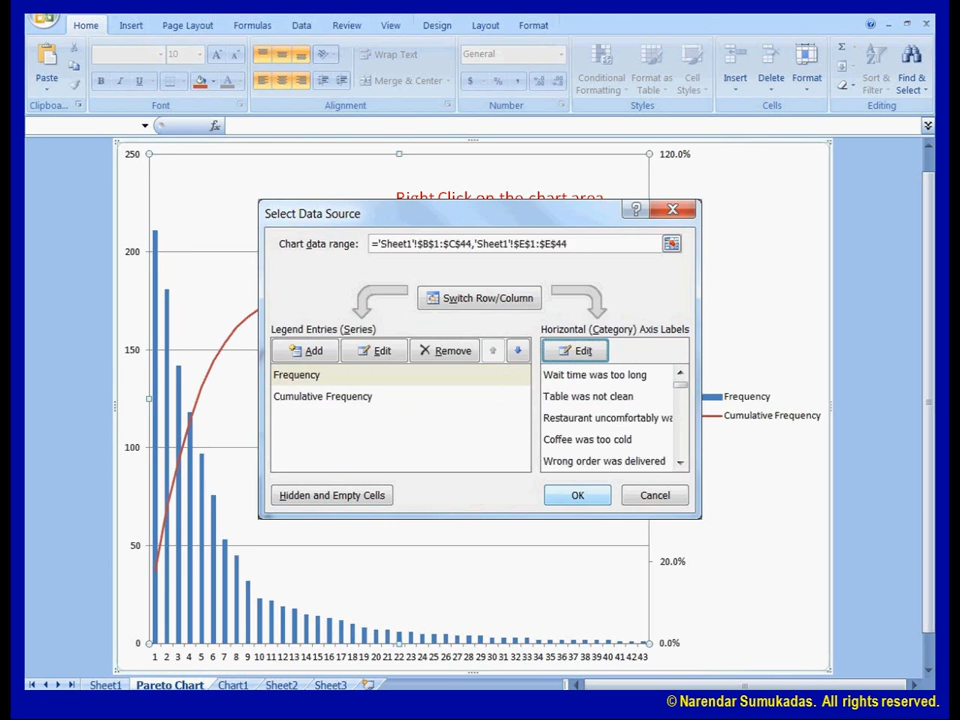 Home Insert Page Layout Formulas Data Review View Design Layout Format
Paste
10 A A
Wrap Text
General
B I U
A
Merge & Center
$ % ,
Conditional Formatting
Format as Table
Cell Styles
Insert Delete Format
Σ
Sort & Filter
Find & Select
Clipboa... Font Alignment Number Styles Cells Editing
fx
250
200
150
100
50
0
120.0%
20.0%
0.0%
Right Click on the chart area
Select Data Source
?
Chart data range: ='Sheet1'!$B$1:$C$44,'Sheet1'!$E$1:$E$44
Switch Row/Column
Legend Entries (Series)
Horizontal (Category) Axis Labels
Add Edit Remove
Edit
Frequency
Cumulative Frequency
Wait time was too long
Table was not clean
Restaurant uncomfortably wa
Coffee was too cold
Wrong order was delivered
Hidden and Empty Cells
OK Cancel
Frequency
Cumulative Frequency
1 2 3 4 5 6 7 8 9 10 11 12 13 14 15 16 17 18 19 20 21 22 23 24 25 26 27 28 29 30 31 32 33 34 35 36 37 38 39 40 41 42 43
Sheet1 Pareto Chart Chart1 Sheet2 Sheet3
© Narendar Sumukadas. All rights reserved.